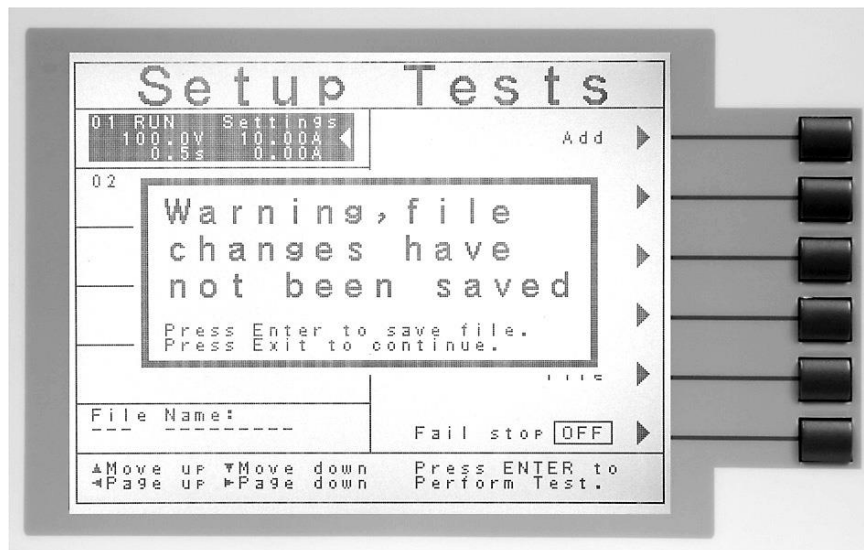 Setup Tests
01 RUN Settings
100.0V 10.00A
0.5s 0.00A
Add
02
Warning,file
changes have
not been saved
Press Enter to save file.
Press Exit to continue.
File Name:
Fail stop OFF
▲Move up ▼Move down
◄Page up ►Page down
Press ENTER to
Perform Test.